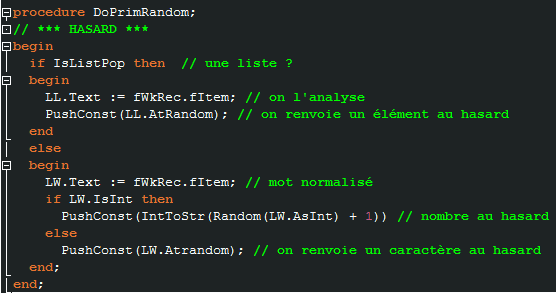 procedure DoPrimRandom;
// *** HASARD ***
begin
  if IsListPop then  // une liste ?
  begin
    LL.Text := fWkRec.fItem; // on l'analyse
    PushConst(LL.AtRandom); // on renvoie un élément au hasard
  end
  else
  begin
    LW.Text := fWkRec.fItem; // mot normalisé
    if LW.IsInt then
      PushConst(IntToStr(Random(LW.AsInt) + 1)) // nombre au hasard
    else
      PushConst(LW.Atrandom); // on renvoie un caractère au hasard
  end;
end;